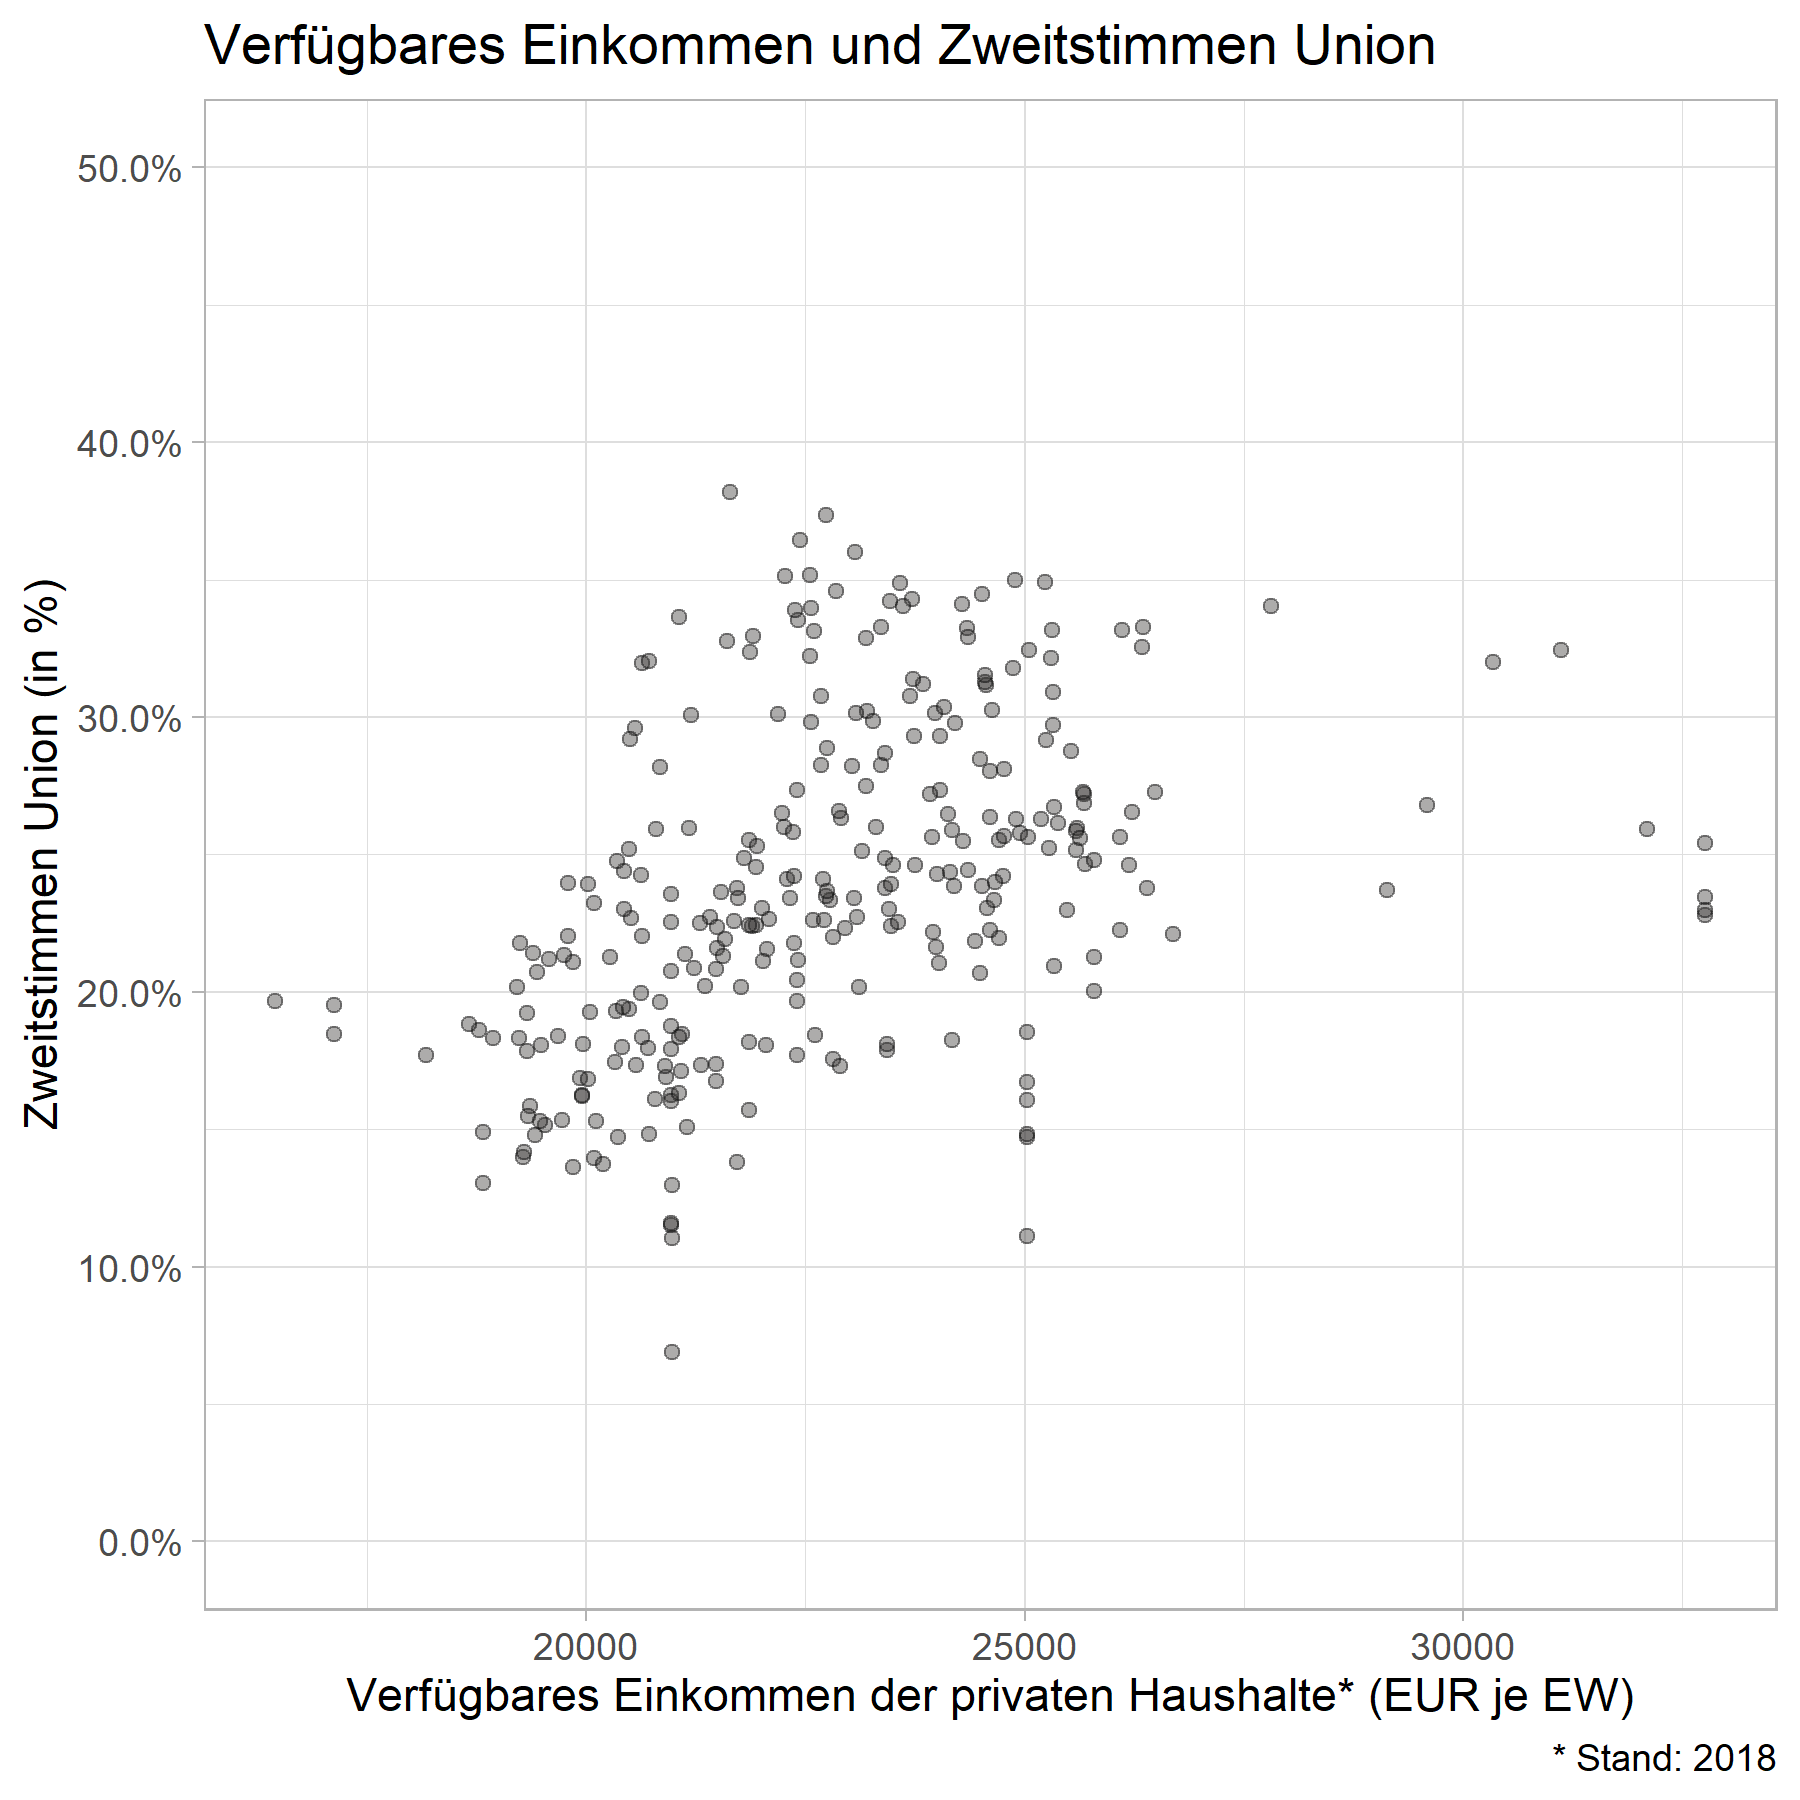 Verfügbares Einkommen und Zweitstimmen Union
Zweitstimmen Union (in %)
50.0%
40.0%
30.0%
20.0%
10.0%
0.0%
20000 25000 30000
Verfügbares Einkommen der privaten Haushalte* (EUR je EW)
* Stand: 2018